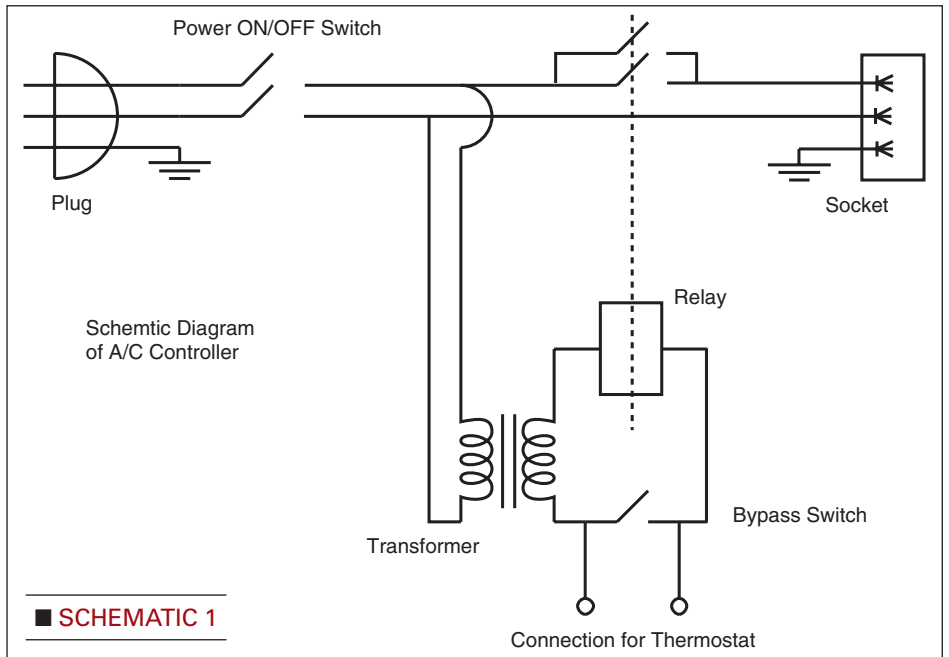 Power ON/OFF Switch
Plug
Socket
Relay
Schemtic Diagram
of A/C Controller
Bypass Switch
Transformer
■ SCHEMATIC 1
Connection for Thermostat